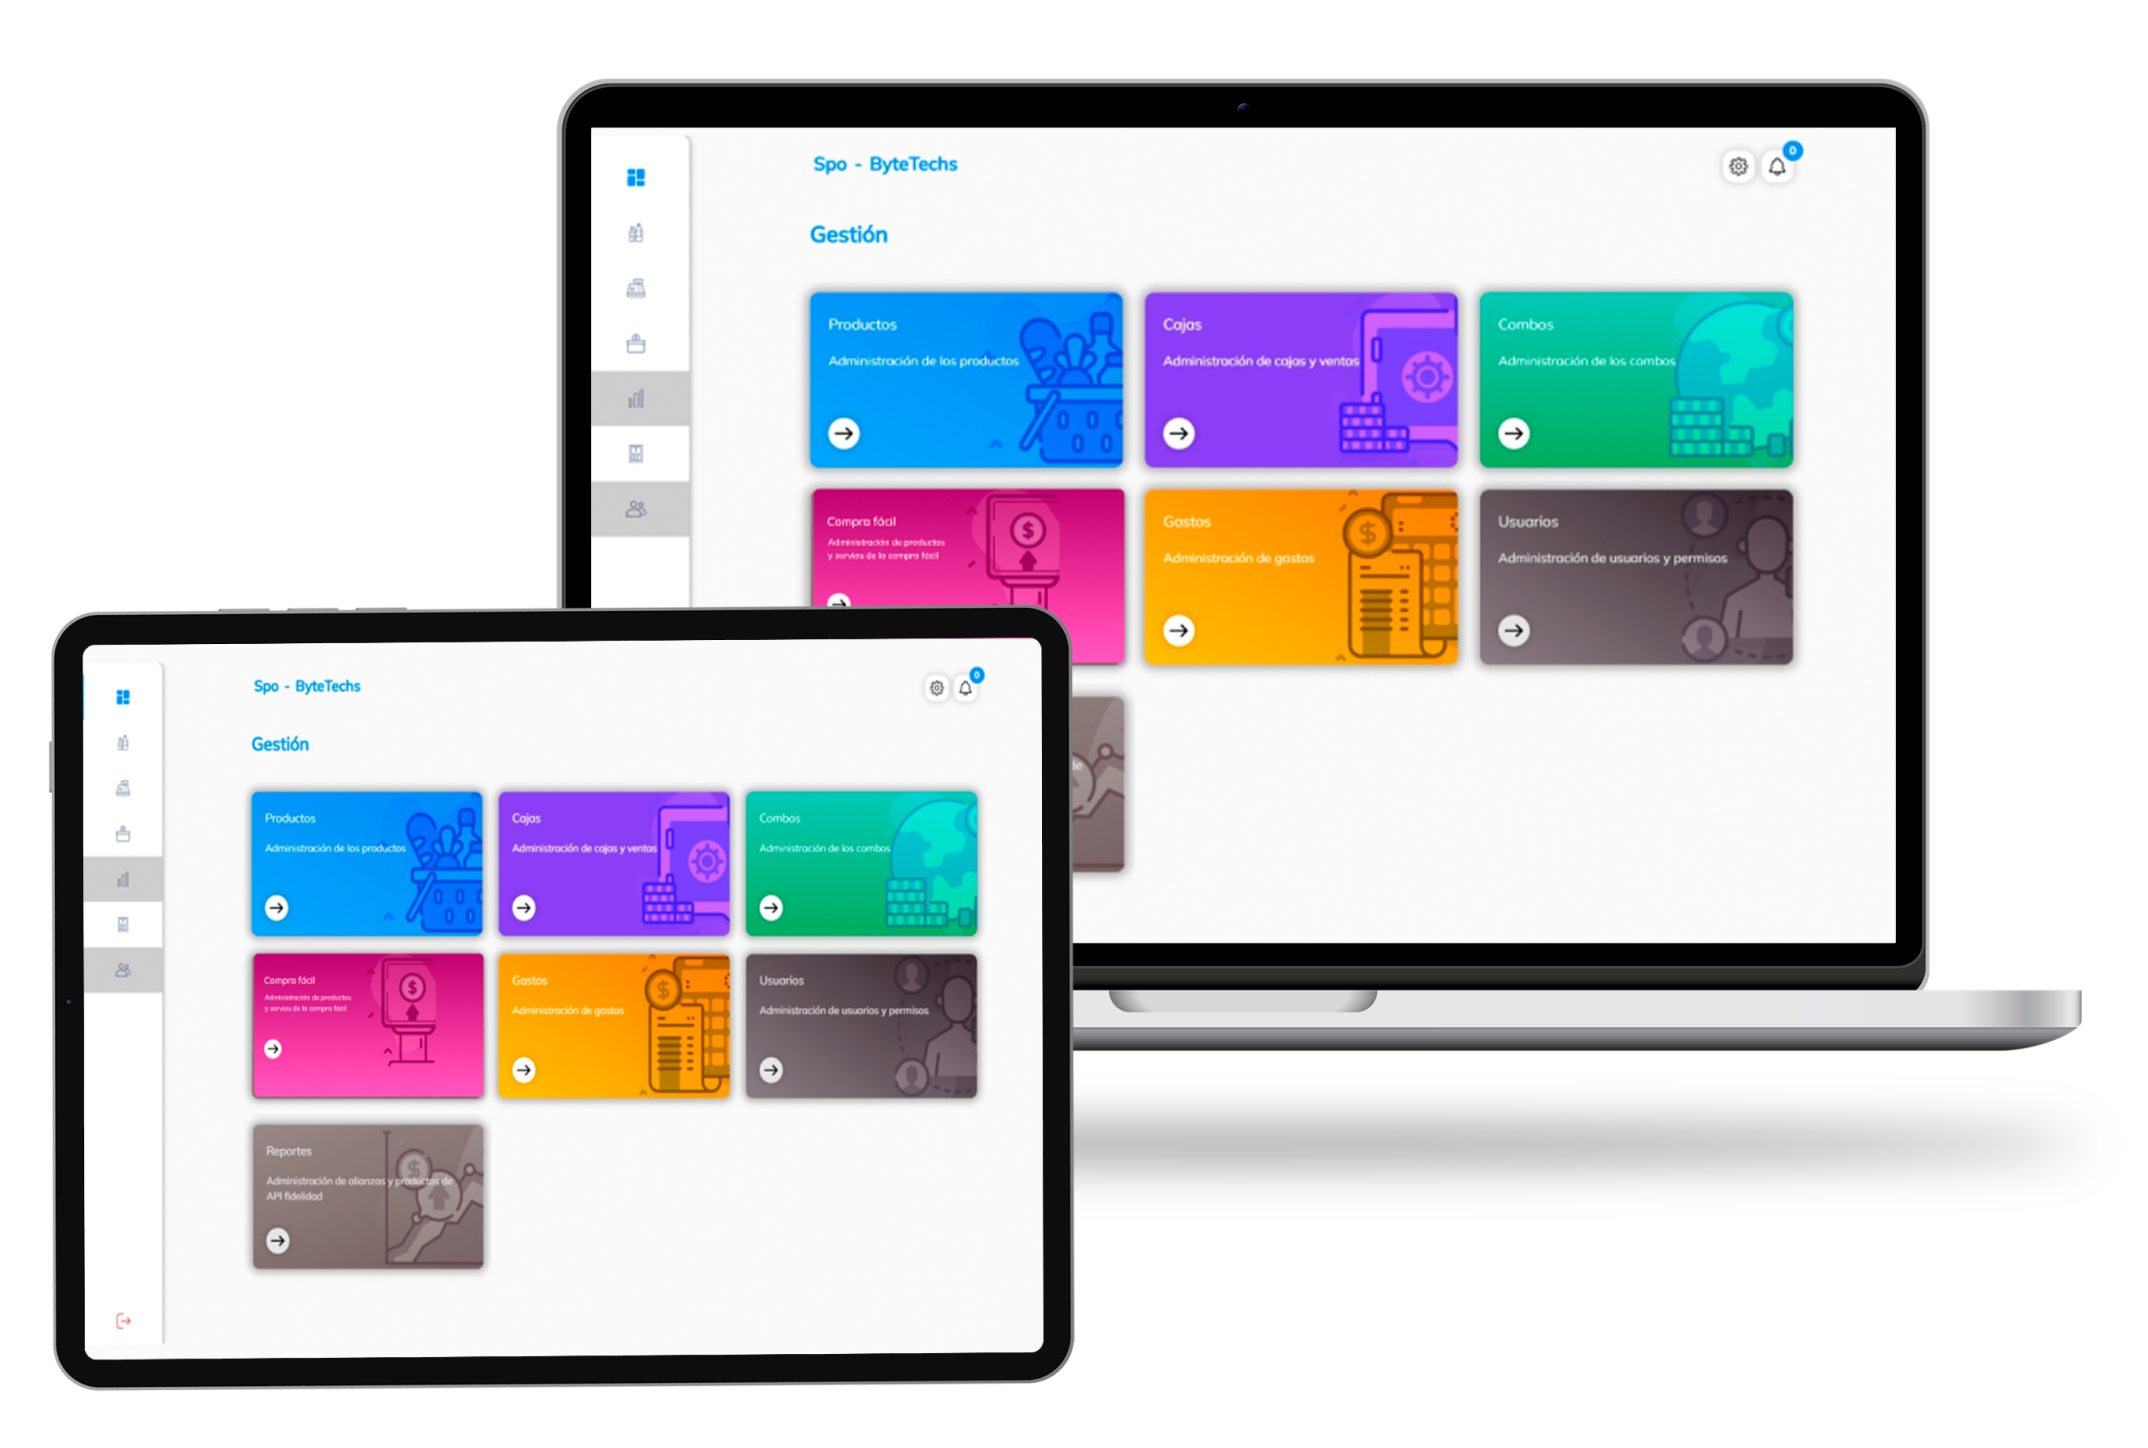 Spo - ByteTechs
0
Gestión
Productos
Administración de los productos
Cajas
Administración de cajas y ventas
Combos
Administración de los combos
Compra fácil
Administración de productos
y servios de la compra fácil
Gastos
Administración de gastos
Usuarios
Administración de usuarios y permisos
de
Spo - ByteTechs
0
Gestión
Productos
Administración de los productos
Cajas
Administración de cajas y ventas
Combos
Administración de los combos
Compra fácil
Administración de productos
y servios de la compra fácil
Gastos
Administración de gastos
Usuarios
Administración de usuarios y permisos
Reportes
Administración de alianzas y productos de
API fidelidad